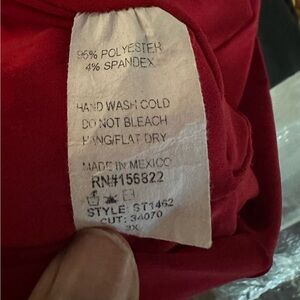 96% POLYESTER
4% SPANDEX
HAND WASH COLD
DO NOT BLEACH
HANG/FLAT DRY
MADE IN MEXICO
RN#156822
STYLE: ST1462
CUT: 34070
3X